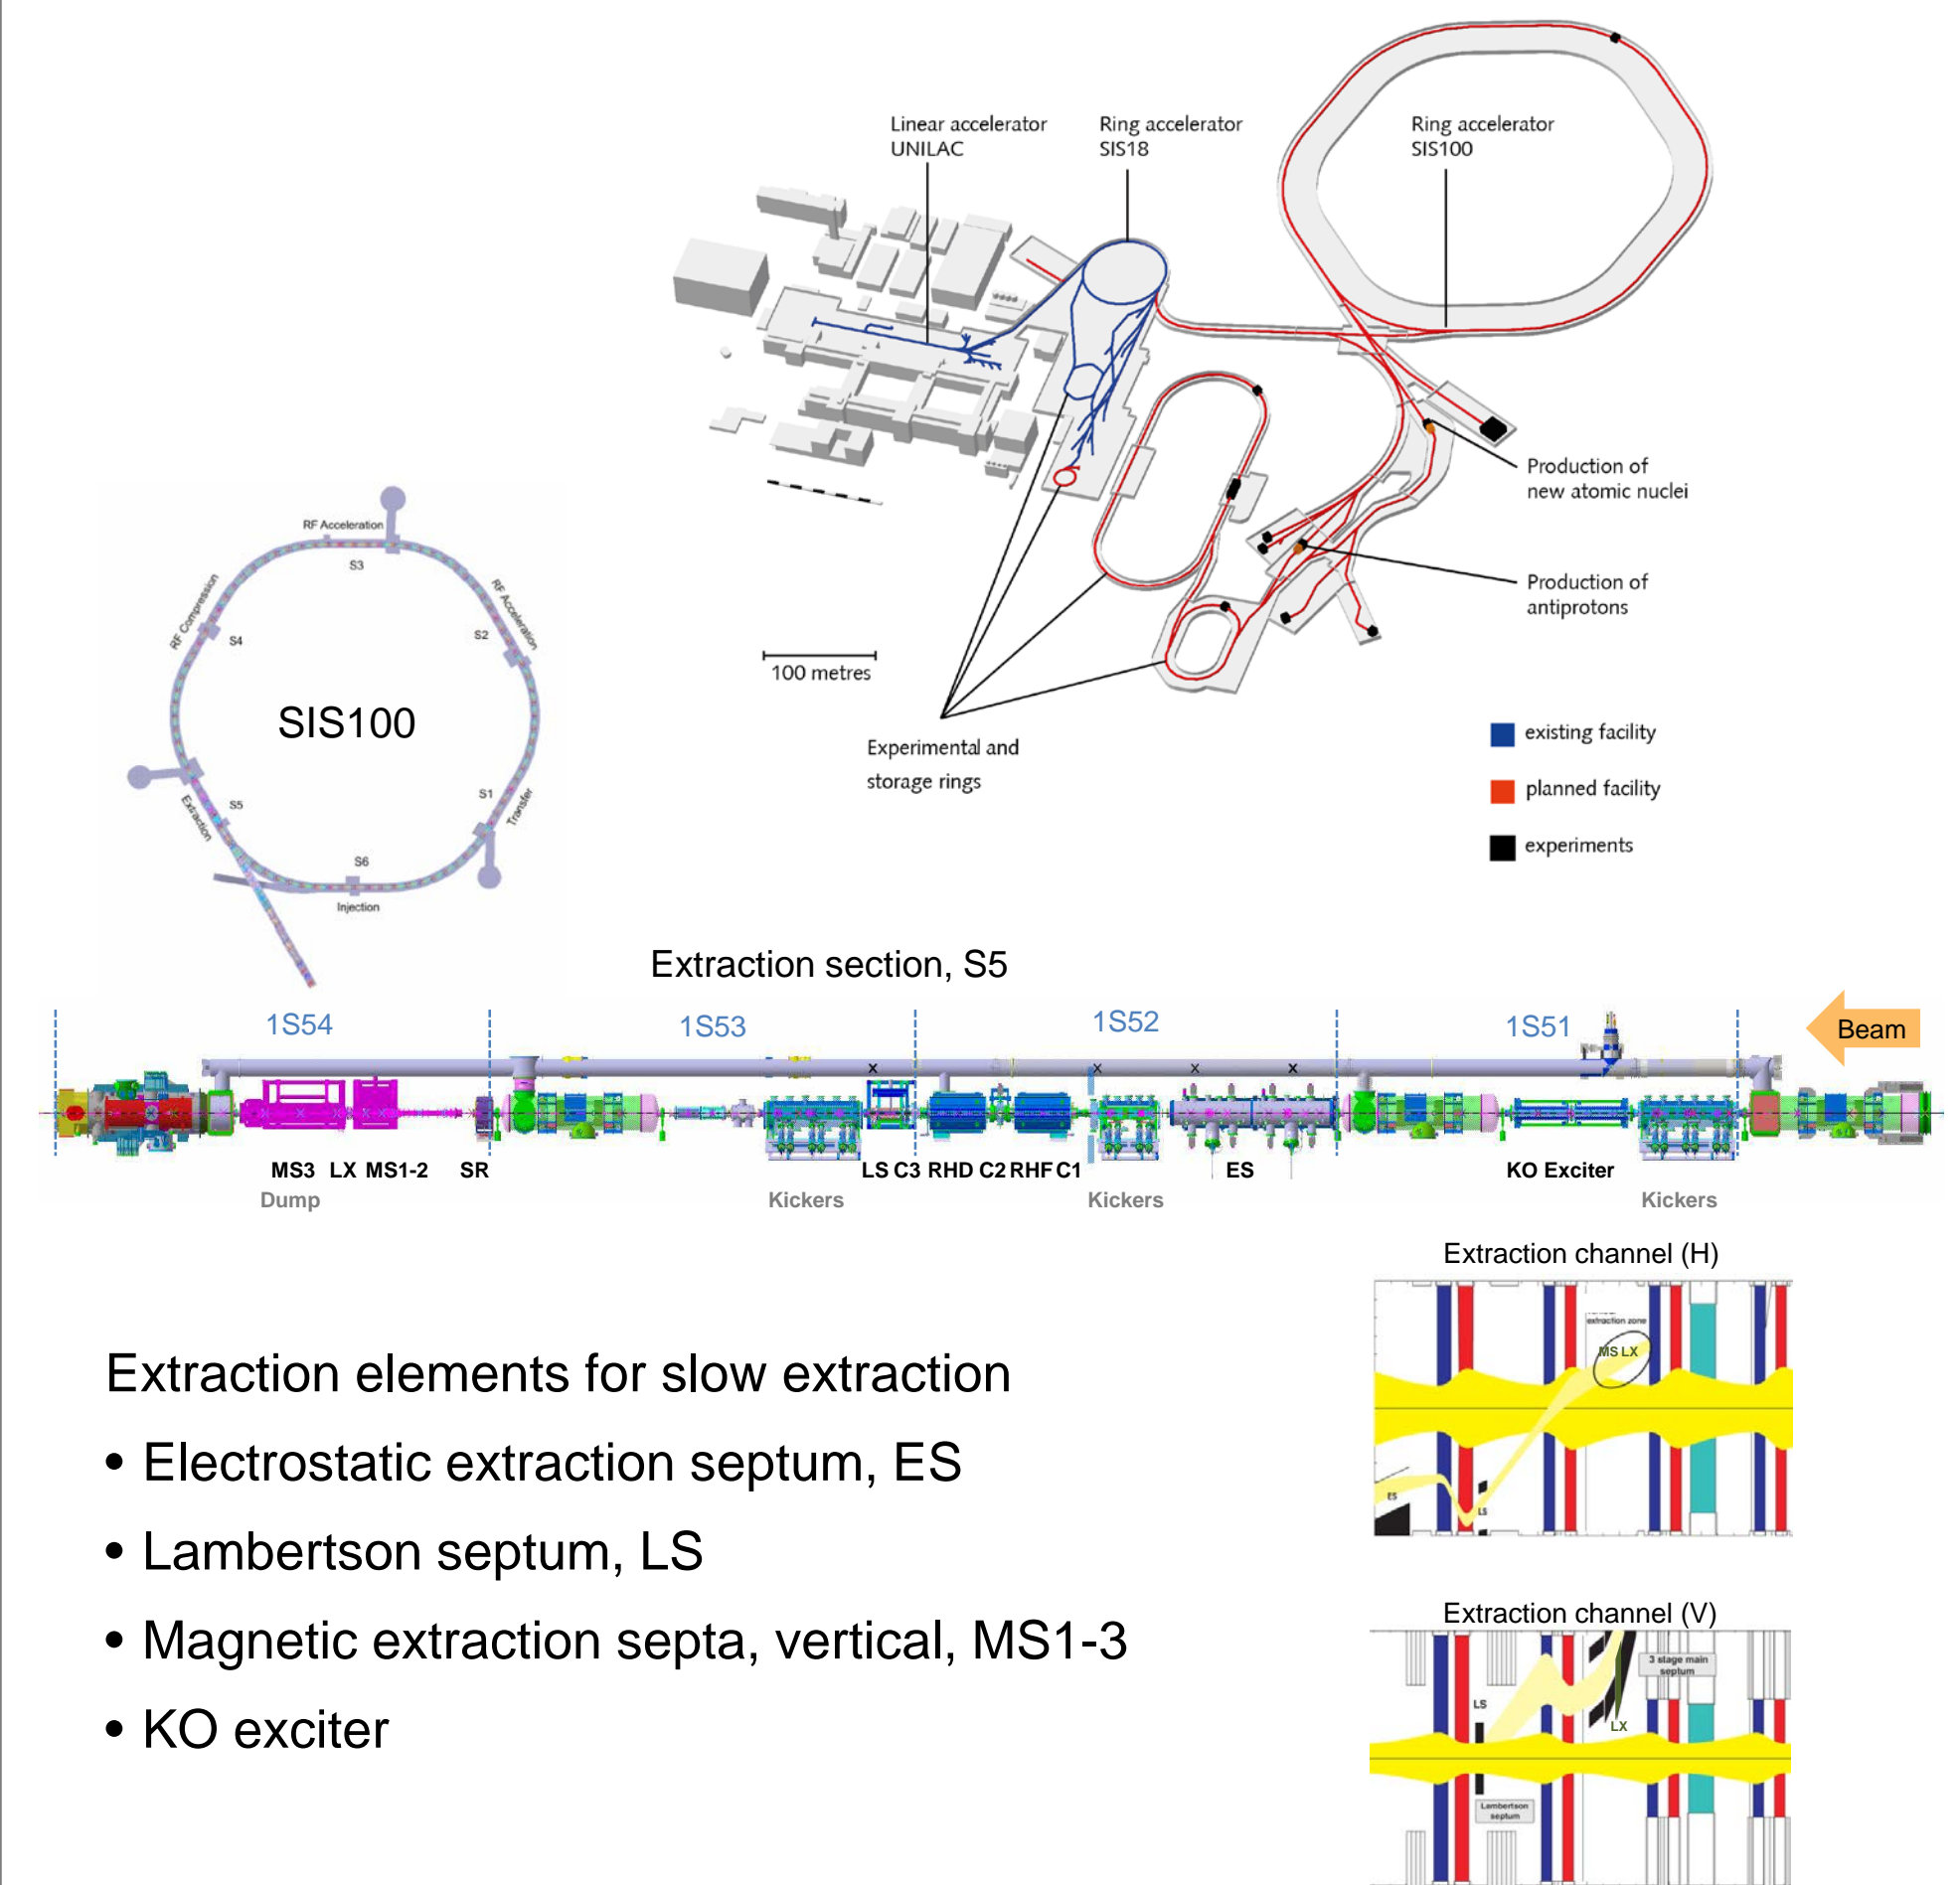 Linear accelerator
UNILAC
Ring accelerator
SIS18
Ring accelerator
SIS100
Production of
new atomic nuclei
Production of
antiprotons
100 metres
Experimental and
storage rings
existing facility
planned facility
experiments
RF Acceleration
S3
RF Compression
S4
RF Acceleration
S2
SIS100
S5
Extraction
S1
Transfer
S6
Injection
Extraction section, S5
1S54
1S53
1S52
1S51
Beam
MS3 LX MS1-2 SR LS C3 RHD C2 RHF C1 ES KO Exciter
Dump Kickers Kickers Kickers
Extraction channel (H)
extraction zone
MS LX
ES
LS
Extraction elements for slow extraction
• Electrostatic extraction septum, ES
• Lambertson septum, LS
• Magnetic extraction septa, vertical, MS1-3
• KO exciter
Extraction channel (V)
3 stage main
septum
LS
LX
Lambertson
septum